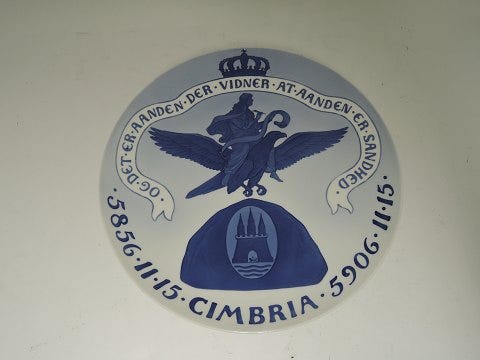 · OG · DET · ER · AANDEN · DER · VIDNER · AT · AANDEN · ER · SANDHED ·
· 5856 · 11 · 15 · CIMBRIA · 5906 · 11 · 15 ·